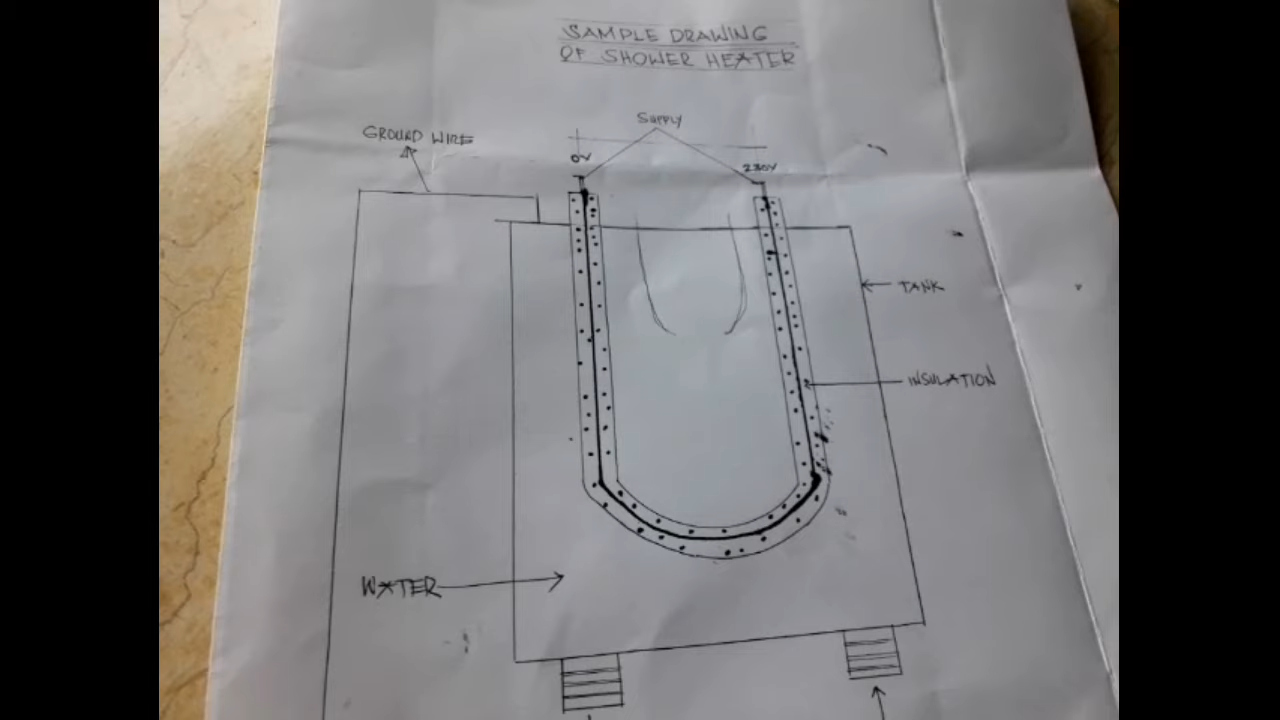 SAMPLE DRAWING
OF SHOWER HEATER
SUPPLY
GROUND WIRE
0V
230V
TANK
INSULATION
WATER